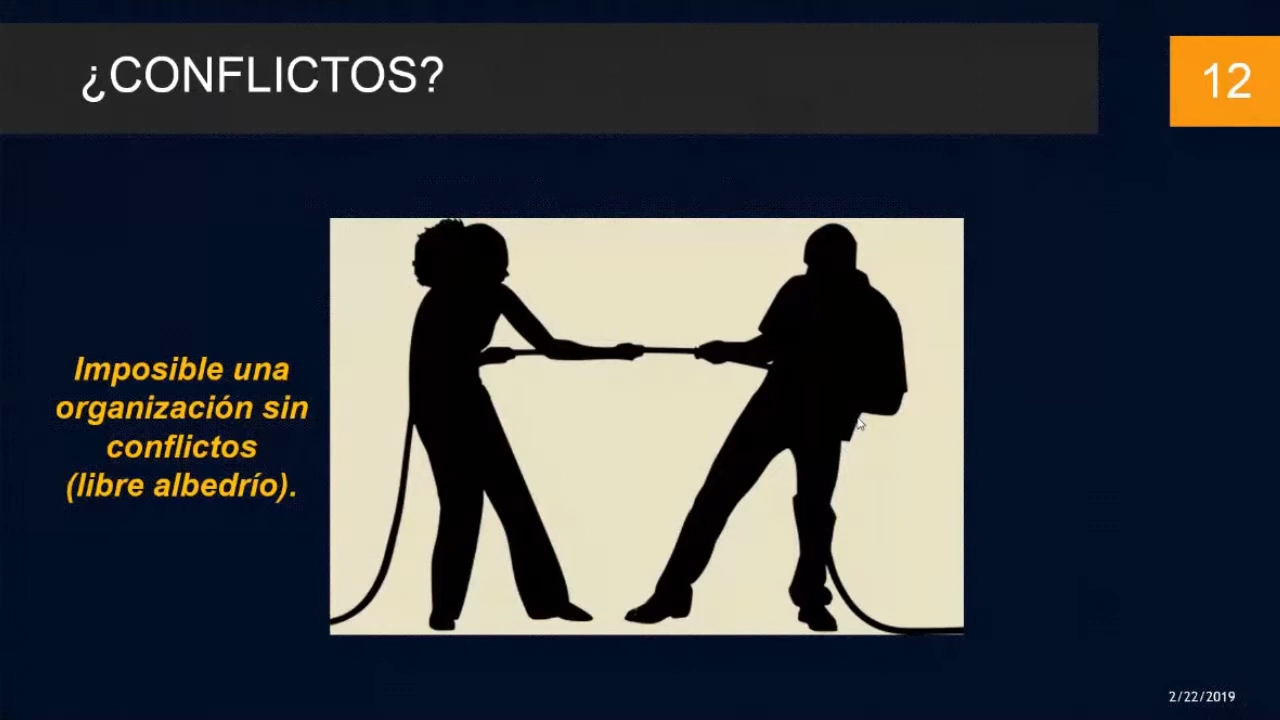 ¿CONFLICTOS?
12
Imposible una
organización sin
conflictos
(libre albedrío).
2/22/2019